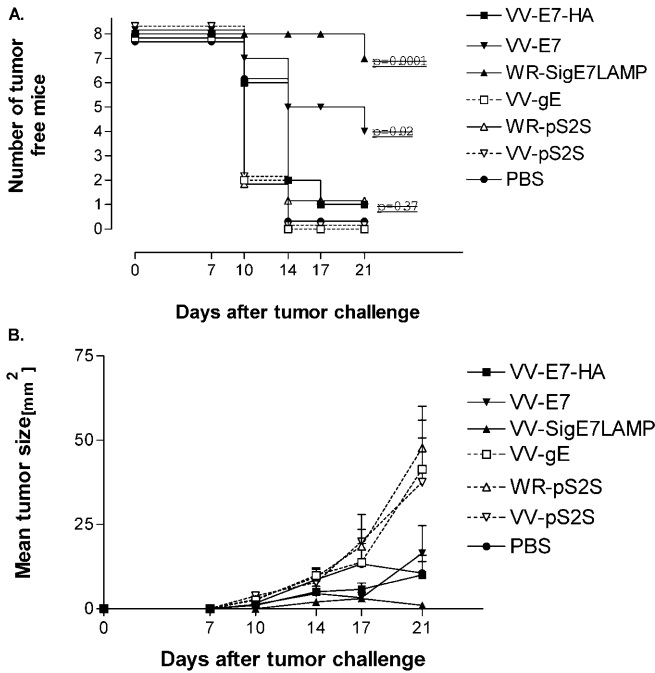 A.
Number of tumor
free mice
8
7
6
5
4
3
2
1
0
p=0.0001
p=0.02
p=0.37
0 7 10 14 17 21
Days after tumor challenge
VV-E7-HA
VV-E7
WR-SigE7LAMP
VV-gE
WR-pS2S
VV-pS2S
PBS
B.
Mean tumor size[mm2]
75
50
25
0
0 7 10 14 17 21
Days after tumor challenge
VV-E7-HA
VV-E7
VV-SigE7LAMP
VV-gE
WR-pS2S
VV-pS2S
PBS